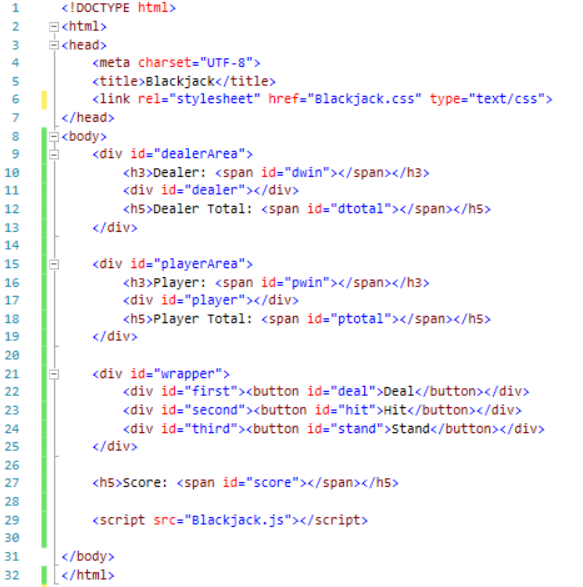 1 <!DOCTYPE html>
2 <html>
3 <head>
4 <meta charset="UTF-8">
5 <title>Blackjack</title>
6 <link rel="stylesheet" href="Blackjack.css" type="text/css">
7 </head>
8 <body>
9 <div id="dealerArea">
10 <h3>Dealer: <span id="dwin"></span></h3>
11 <div id="dealer"></div>
12 <h5>Dealer Total: <span id="dtotal"></span></h5>
13 </div>
14
15 <div id="playerArea">
16 <h3>Player: <span id="pwin"></span></h3>
17 <div id="player"></div>
18 <h5>Player Total: <span id="ptotal"></span></h5>
19 </div>
20
21 <div id="wrapper">
22 <div id="first"><button id="deal">Deal</button></div>
23 <div id="second"><button id="hit">Hit</button></div>
24 <div id="third"><button id="stand">Stand</button></div>
25 </div>
26
27 <h5>Score: <span id="score"></span></h5>
28
29 <script src="Blackjack.js"></script>
30
31 </body>
32 </html>